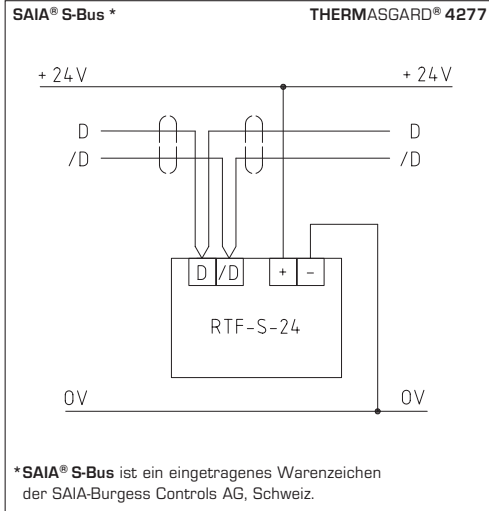 SAIA® S-Bus * THERMASGARD® 4277
+ 24V + 24V
D D
/D /D
D /D + -
RTF-S-24
0V 0V
*SAIA® S-Bus ist ein eingetragenes Warenzeichen
der SAIA-Burgess Controls AG, Schweiz.